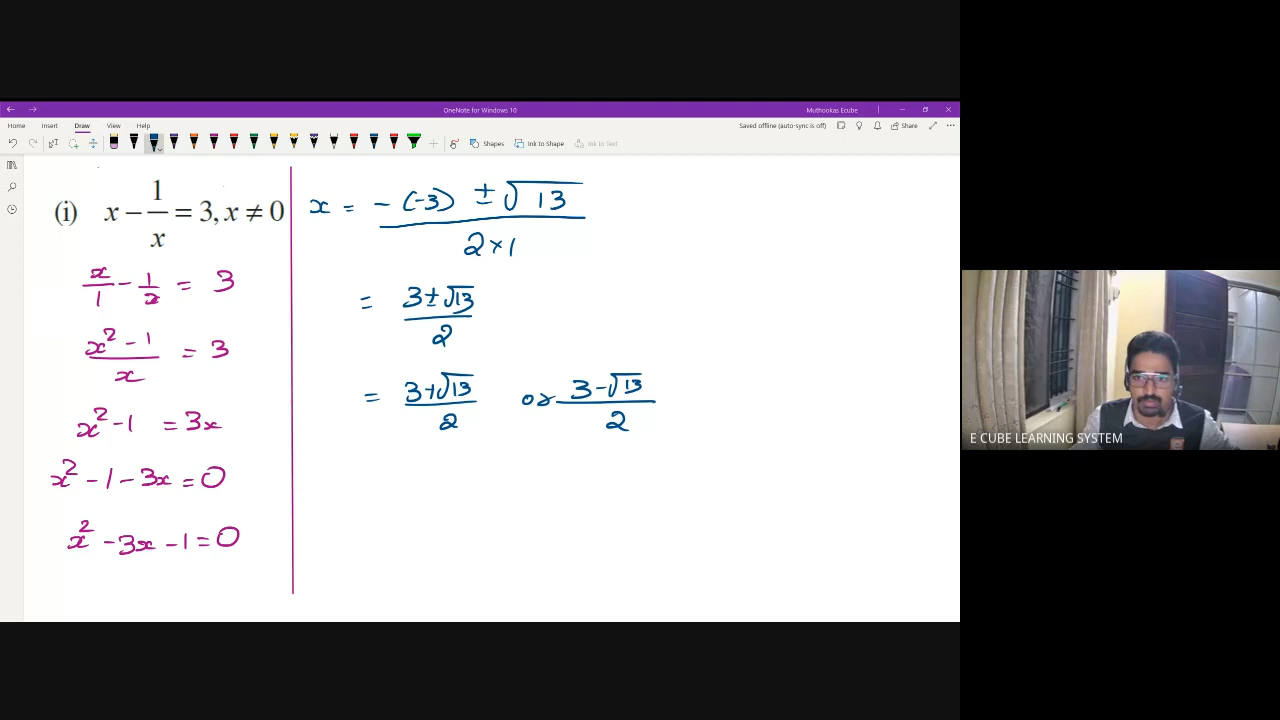 OneNote for Windows 10
Muthookas Ecube
Home Insert Draw View Help
Saved offline (auto-sync is off)
Share
Shapes
Ink to Shape
Ink to Text
(i) x − 1/x = 3, x ≠ 0
x/1 − 1/x = 3
(x² − 1)/x = 3
x² − 1 = 3x
x² − 1 − 3x = 0
x² − 3x − 1 = 0
x = (−(−3) ± √13)/(2×1)
= (3 ± √13)/2
= (3+√13)/2 or (3−√13)/2
E CUBE LEARNING SYSTEM